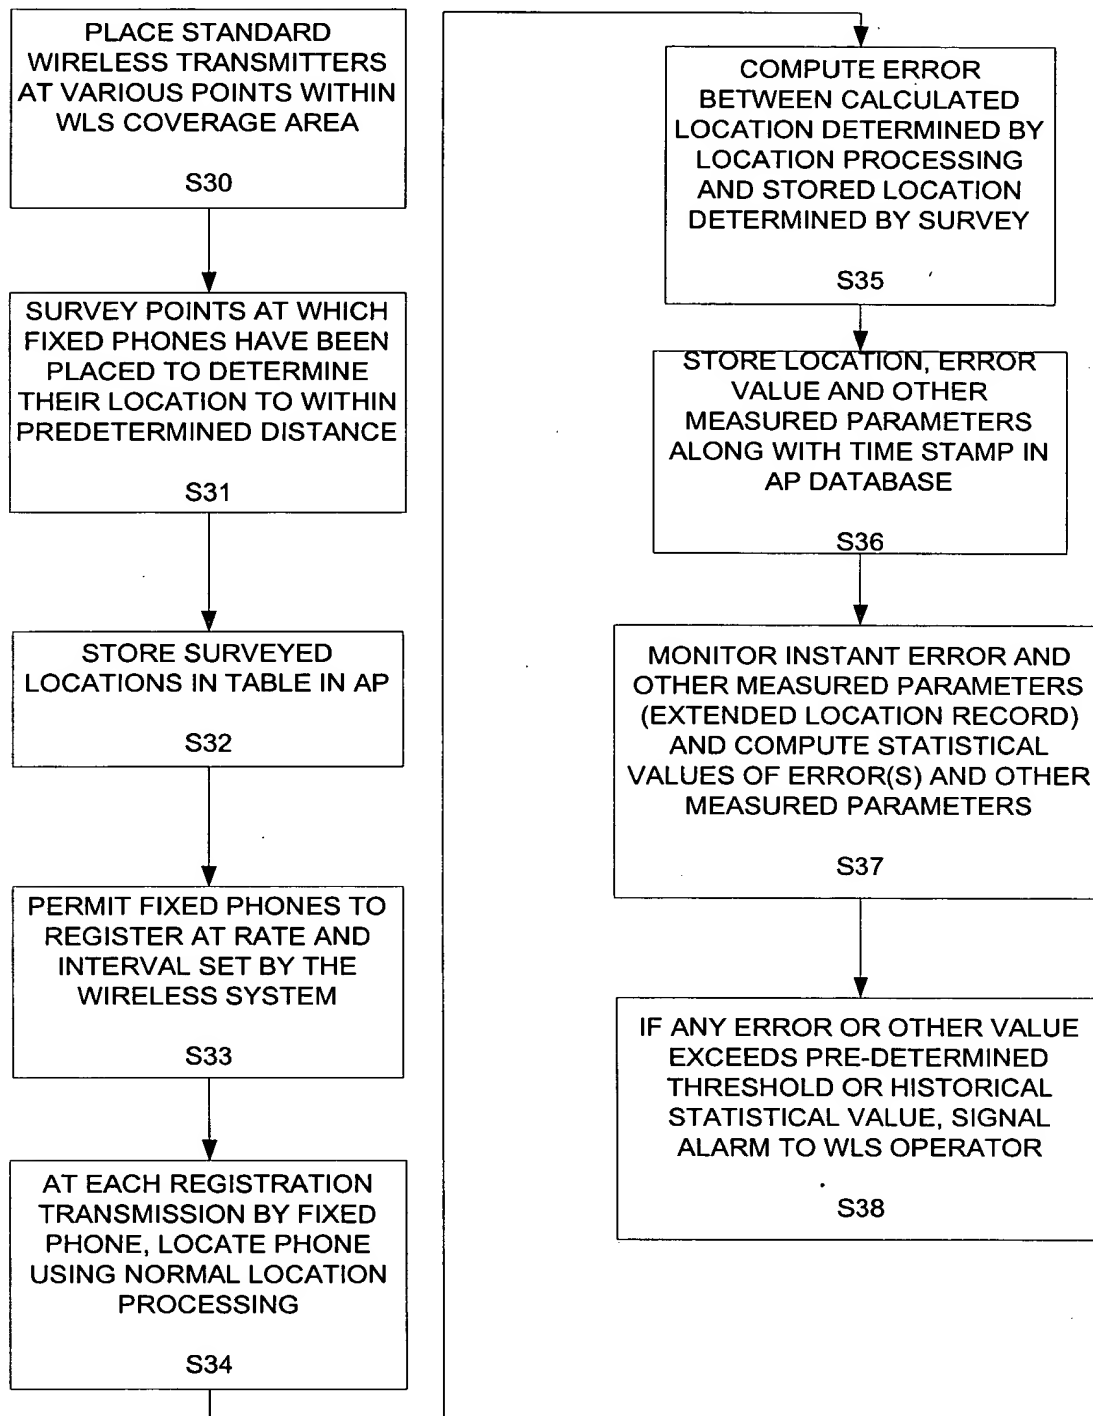 PLACE STANDARD
WIRELESS TRANSMITTERS
AT VARIOUS POINTS WITHIN
WLS COVERAGE AREA
S30
SURVEY POINTS AT WHICH
FIXED PHONES HAVE BEEN
PLACED TO DETERMINE
THEIR LOCATION TO WITHIN
PREDETERMINED DISTANCE
S31
STORE SURVEYED
LOCATIONS IN TABLE IN AP
S32
PERMIT FIXED PHONES TO
REGISTER AT RATE AND
INTERVAL SET BY THE
WIRELESS SYSTEM
S33
AT EACH REGISTRATION
TRANSMISSION BY FIXED
PHONE, LOCATE PHONE
USING NORMAL LOCATION
PROCESSING
S34
COMPUTE ERROR
BETWEEN CALCULATED
LOCATION DETERMINED BY
LOCATION PROCESSING
AND STORED LOCATION
DETERMINED BY SURVEY
S35
STORE LOCATION, ERROR
VALUE AND OTHER
MEASURED PARAMETERS
ALONG WITH TIME STAMP IN
AP DATABASE
S36
MONITOR INSTANT ERROR AND
OTHER MEASURED PARAMETERS
(EXTENDED LOCATION RECORD)
AND COMPUTE STATISTICAL
VALUES OF ERROR(S) AND OTHER
MEASURED PARAMETERS
S37
IF ANY ERROR OR OTHER VALUE
EXCEEDS PRE-DETERMINED
THRESHOLD OR HISTORICAL
STATISTICAL VALUE, SIGNAL
ALARM TO WLS OPERATOR
S38